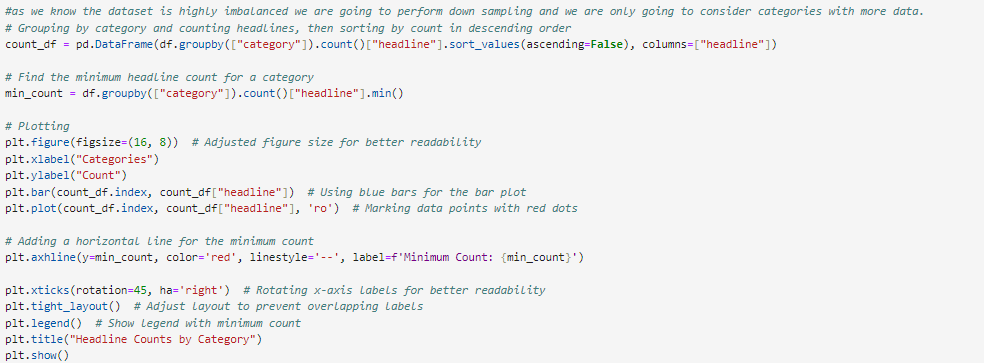 #as we know the dataset is highly imbalanced we are going to perform down sampling and we are only going to consider categories with more data.
# Grouping by category and counting headlines, then sorting by count in descending order
count_df = pd.DataFrame(df.groupby(["category"]).count()["headline"].sort_values(ascending=False), columns=["headline"])
# Find the minimum headline count for a category
min_count = df.groupby(["category"]).count()["headline"].min()
# Plotting
plt.figure(figsize=(16, 8))  # Adjusted figure size for better readability
plt.xlabel("Categories")
plt.ylabel("Count")
plt.bar(count_df.index, count_df["headline"])  # Using blue bars for the bar plot
plt.plot(count_df.index, count_df["headline"], 'ro')  # Marking data points with red dots
# Adding a horizontal line for the minimum count
plt.axhline(y=min_count, color='red', linestyle='--', label=f'Minimum Count: {min_count}')
plt.xticks(rotation=45, ha='right')  # Rotating x-axis labels for better readability
plt.tight_layout()  # Adjust layout to prevent overlapping labels
plt.legend()  # Show legend with minimum count
plt.title("Headline Counts by Category")
plt.show()